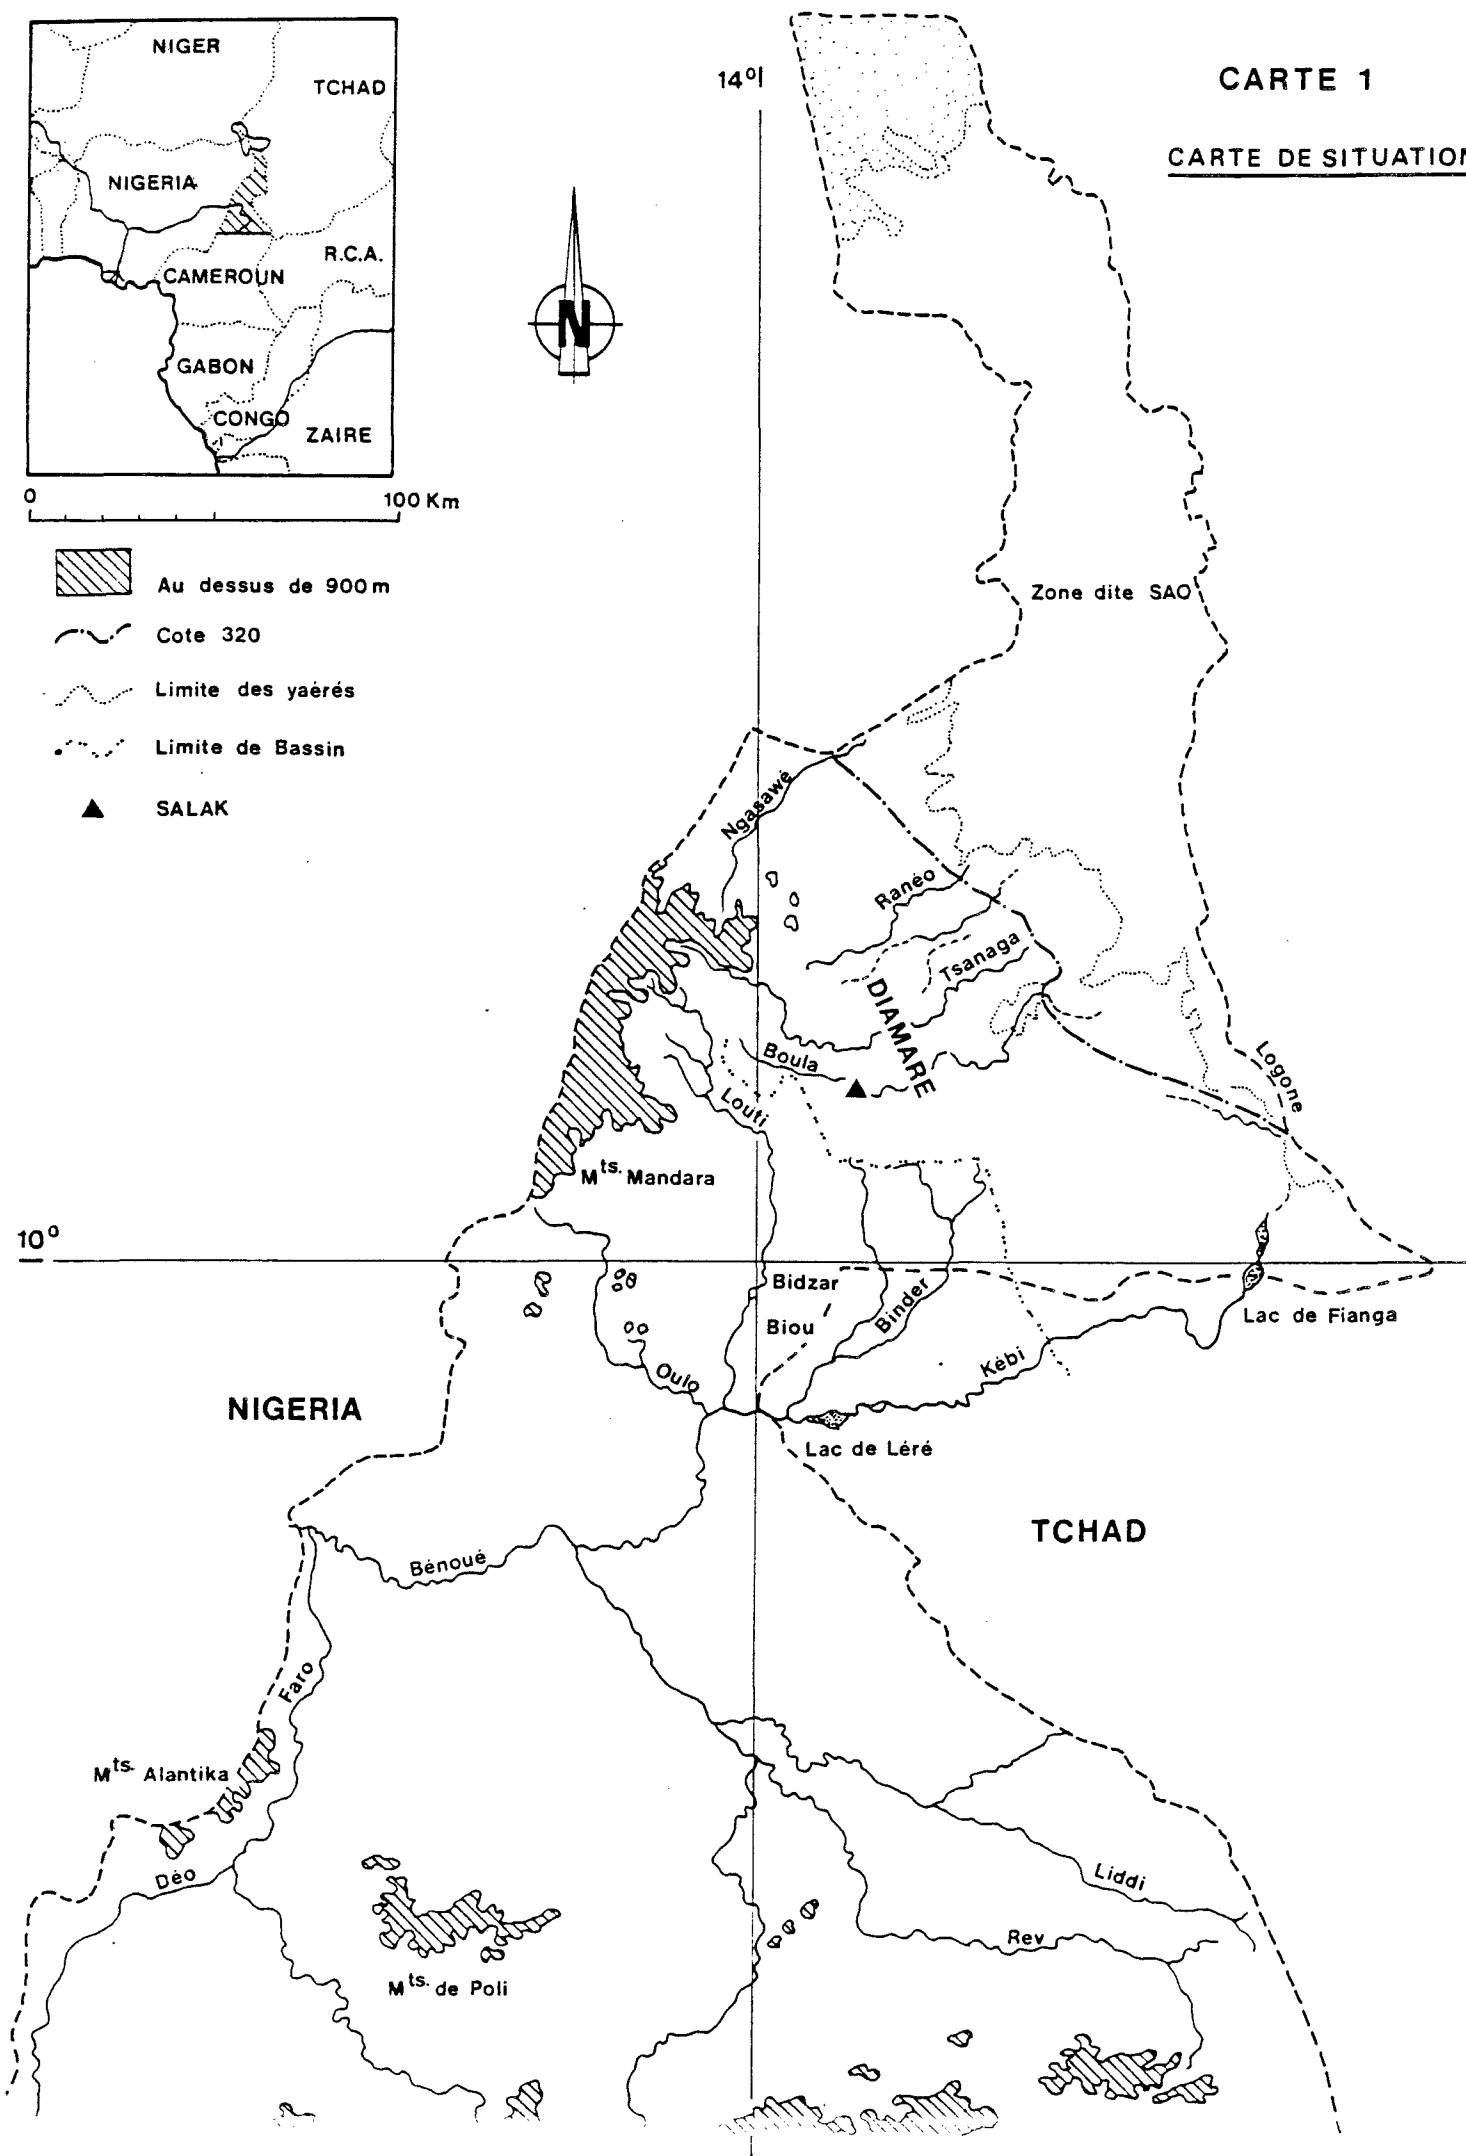 CARTE 1
CARTE DE SITUATION
14°
NIGER
TCHAD
NIGERIA
R.C.A.
CAMEROUN
GABON
CONGO
ZAIRE
N
0 100 Km
Au dessus de 900 m
Cote 320
Limite des yaérés
Limite de Bassin
SALAK
Zone dite SAO
Ngasawé
Ranéo
Tsanaga
DIAMARE
Boula
Louti
Logone
Mts. Mandara
10°
Bidzar
Biou
Binder
Lac de Fianga
Kébi
Oulo
NIGERIA
Lac de Léré
TCHAD
Bénoué
Faro
Mts. Alantika
Déo
Liddi
Rey
Mts. de Poli